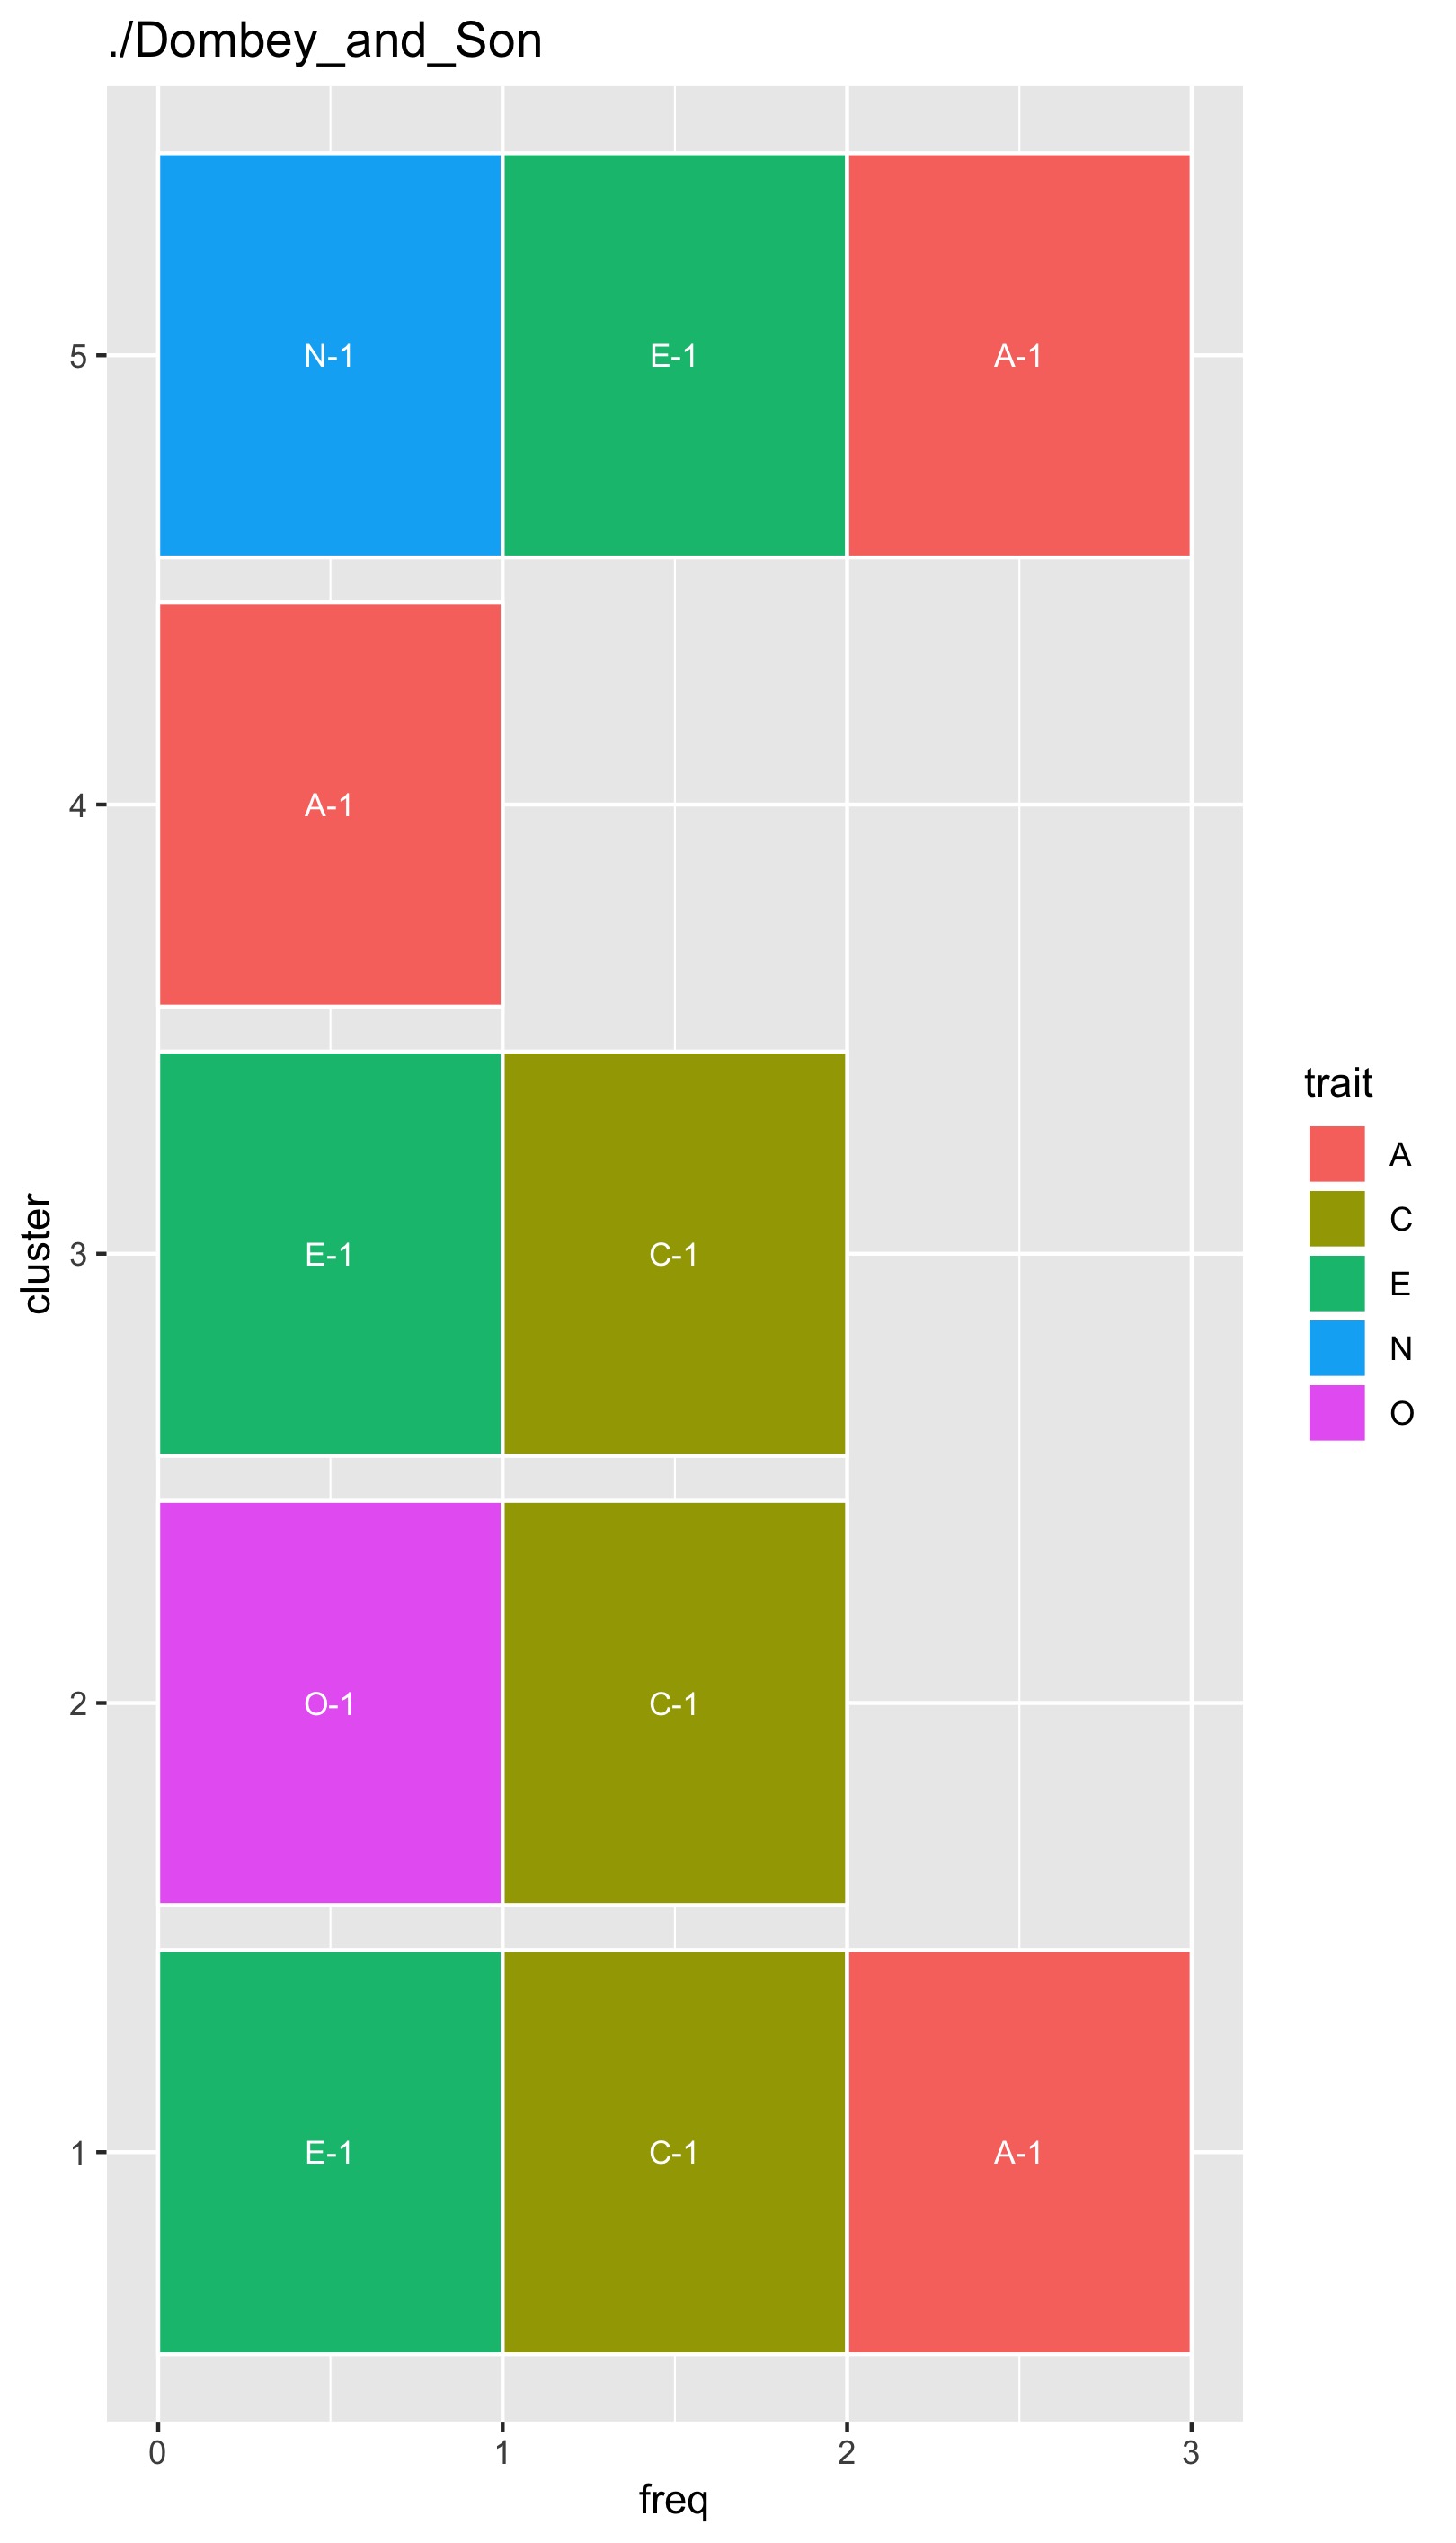 ./Dombey_and_Son
5
N-1
E-1
A-1
4
A-1
3
E-1
C-1
2
O-1
C-1
1
E-1
C-1
A-1
0
1
2
3
freq
cluster
trait
A
C
E
N
O